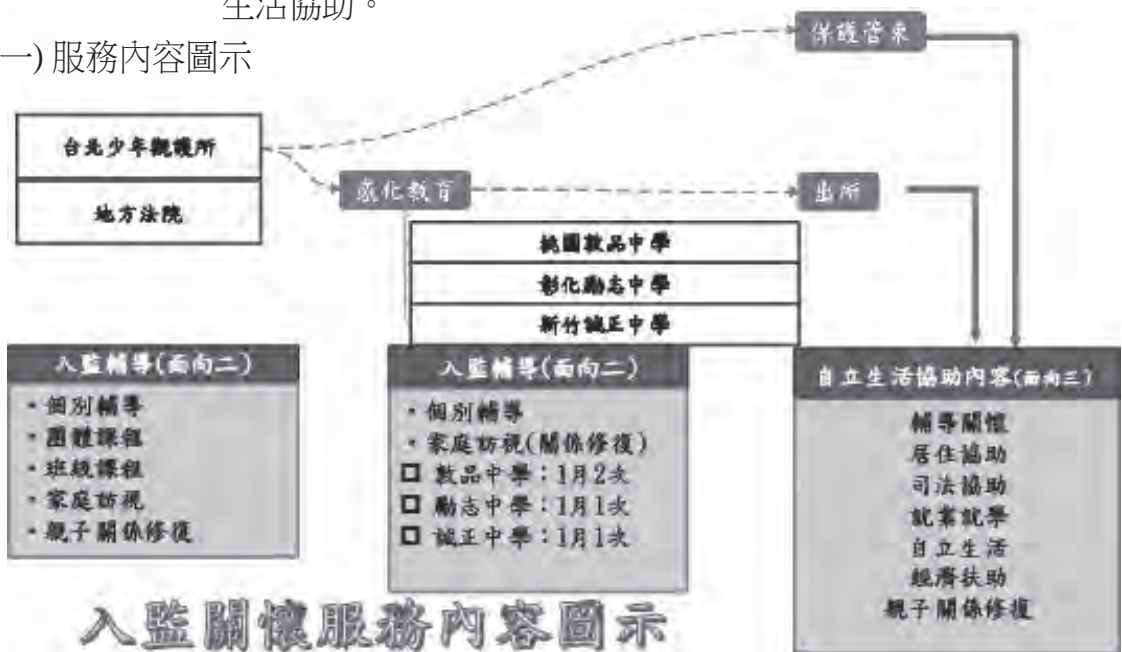 生活協助。
一) 服務內容圖示
保護管束
台北少年觀護所
地方法院
感化教育
出所
桃園敦品中學
彰化勵志中學
新竹誠正中學
入監輔導(面向二)
・個別輔導
・團體課程
・班級課程
・家庭訪視
・親子關係修復
入監輔導(面向二)
・個別輔導
・家庭訪視(關係修復)
□ 敦品中學：1月2次
□ 勵志中學：1月1次
□ 誠正中學：1月1次
自立生活協助內容(面向三)
輔導關懷
居住協助
司法協助
就業就學
自立生活
經濟扶助
親子關係修復
入監關懷服務內容圖示